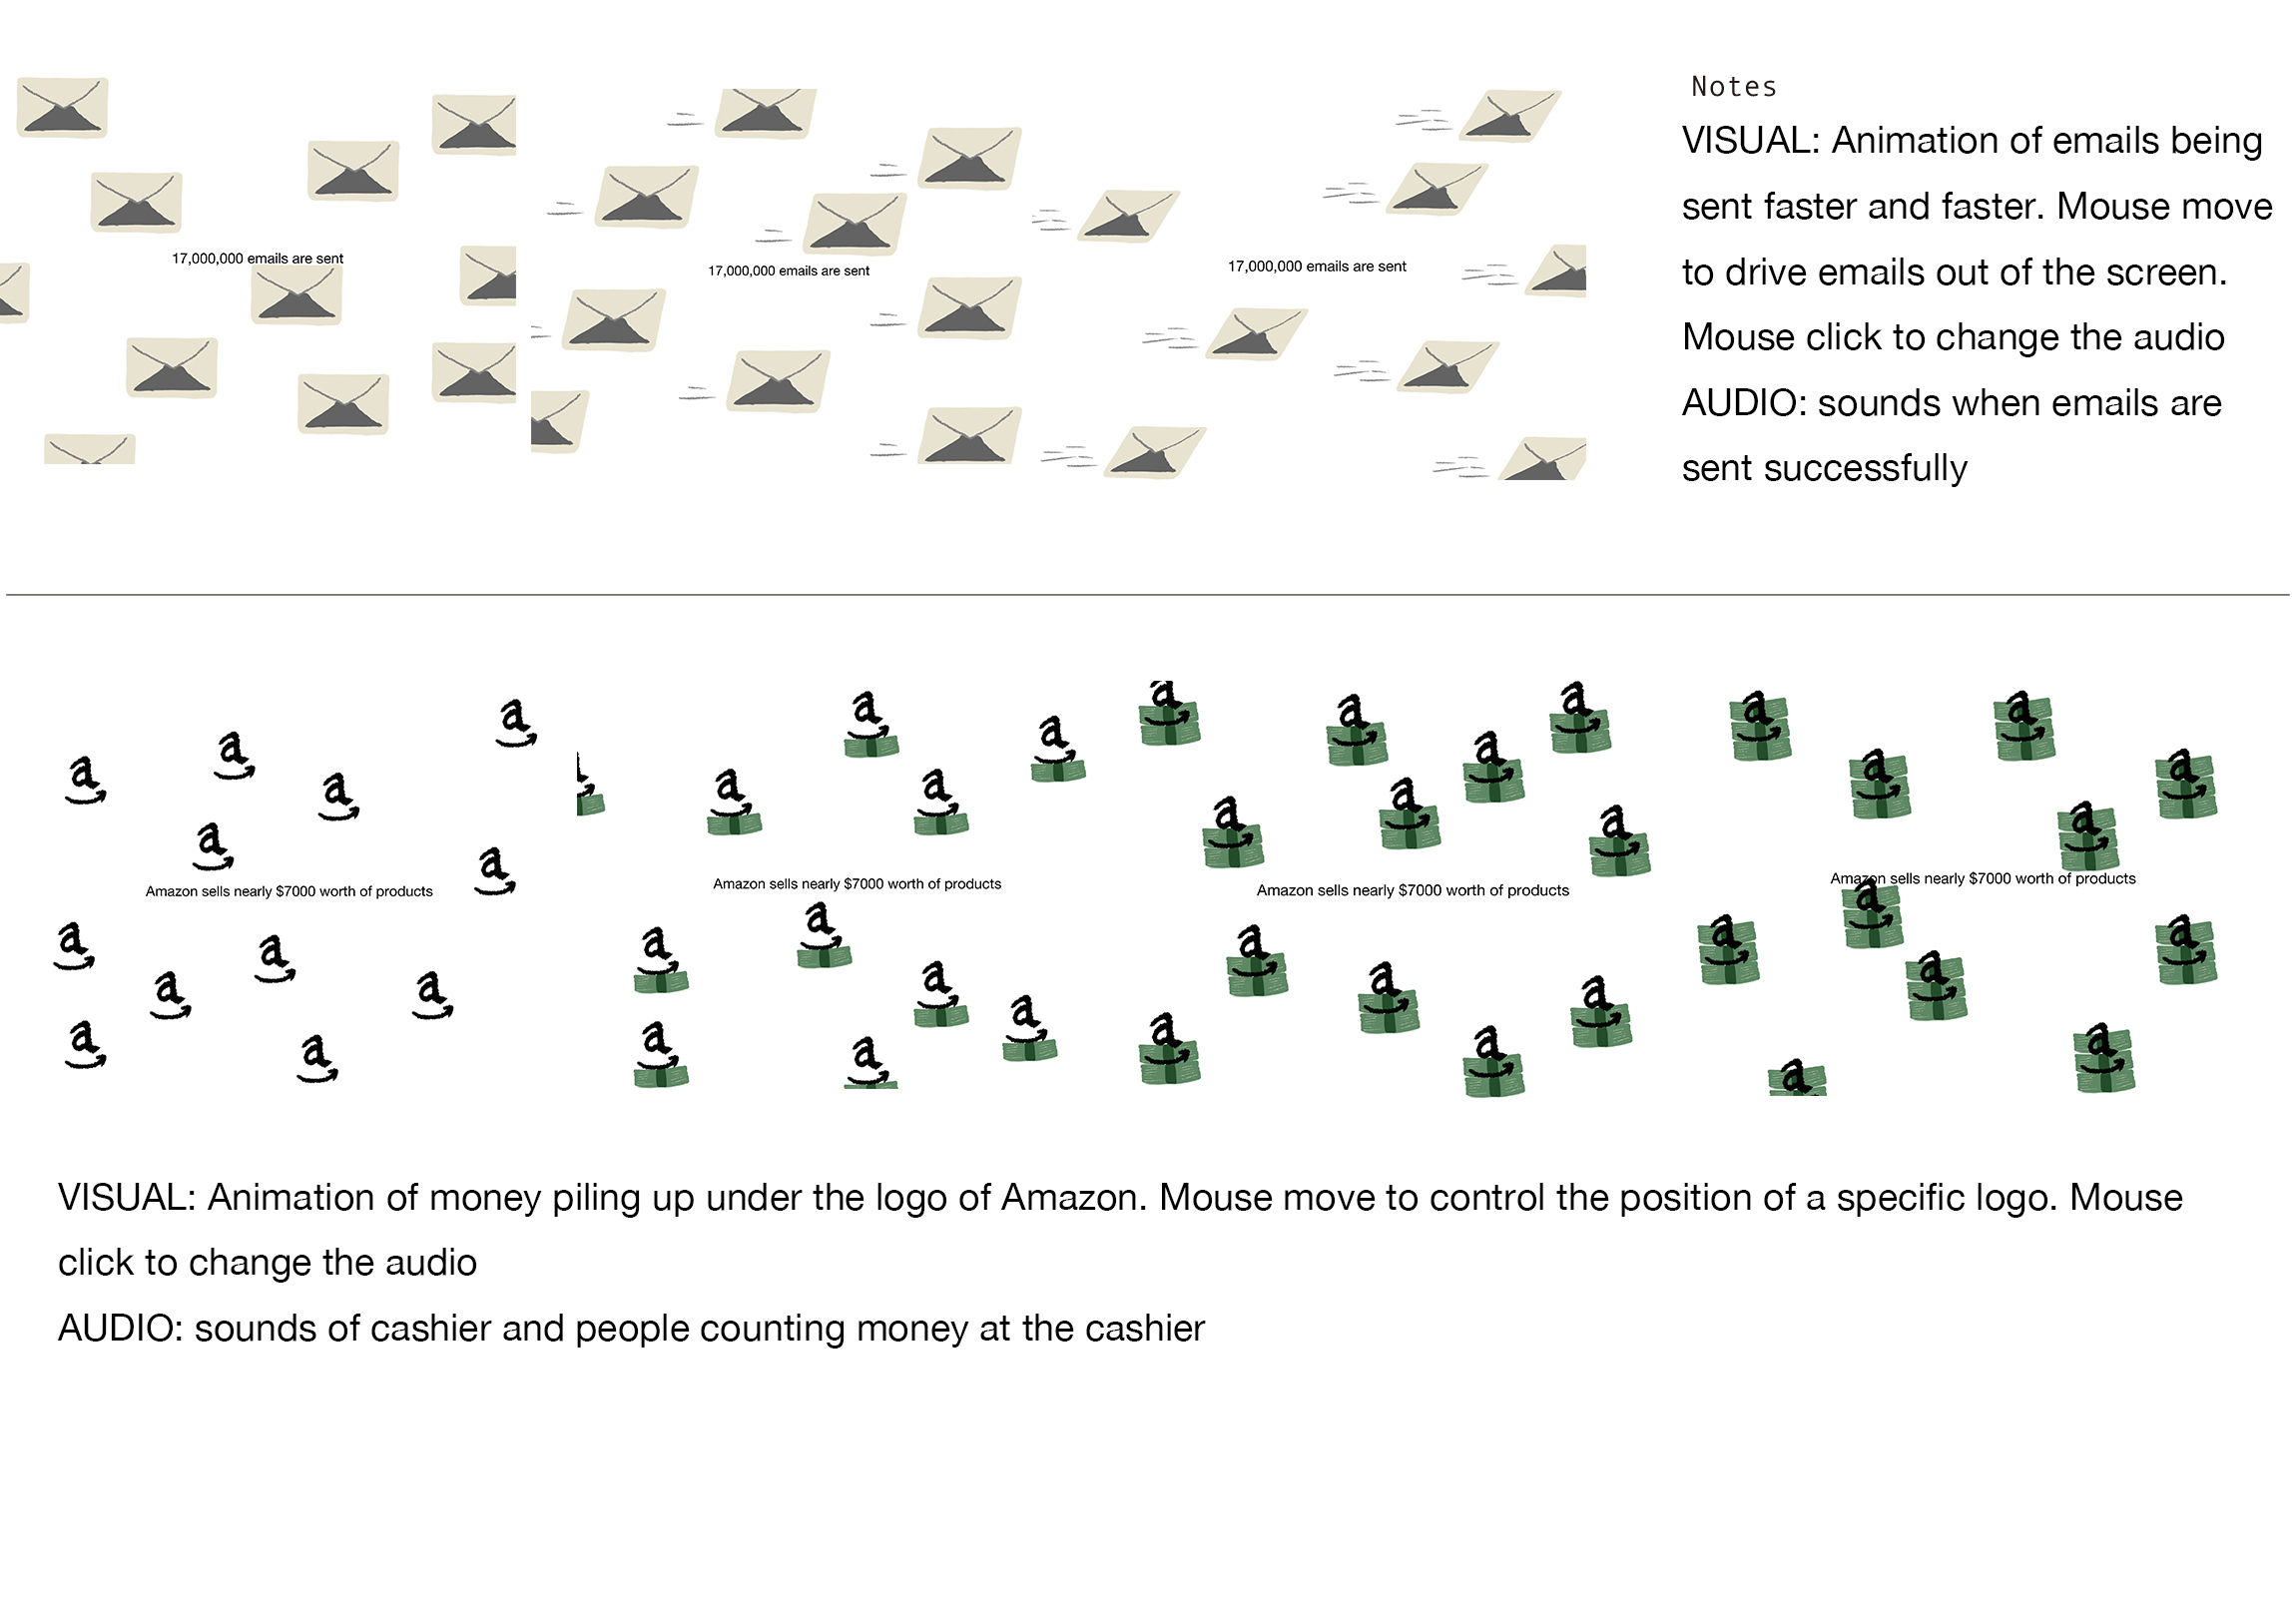 17,000,000 emails are sent
17,000,000 emails are sent
17,000,000 emails are sent
Notes
VISUAL: Animation of emails being
sent faster and faster. Mouse move
to drive emails out of the screen.
Mouse click to change the audio
AUDIO: sounds when emails are
sent successfully
Amazon sells nearly $7000 worth of products
Amazon sells nearly $7000 worth of products
Amazon sells nearly $7000 worth of products
Amazon sells nearly $7000 worth of products
VISUAL: Animation of money piling up under the logo of Amazon. Mouse move to control the position of a specific logo. Mouse
click to change the audio
AUDIO: sounds of cashier and people counting money at the cashier